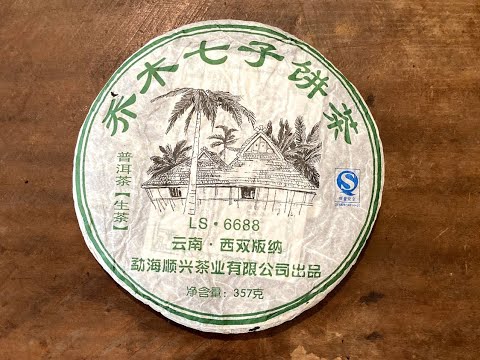 乔木七子饼茶
普洱茶【生茶】
LS·6688
云南·西双版纳
勐海顺兴茶业有限公司出品
净含量:357克